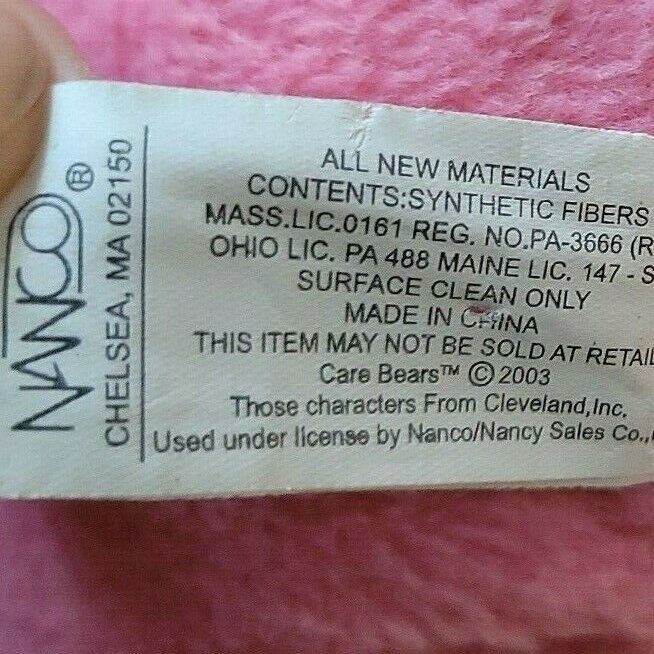 NANCO®
CHELSEA, MA 02150
ALL NEW MATERIALS
CONTENTS:SYNTHETIC FIBERS
MASS.LIC.0161 REG. NO.PA-3666 (R
OHIO LIC. PA 488 MAINE LIC. 147 - S
SURFACE CLEAN ONLY
MADE IN CHINA
THIS ITEM MAY NOT BE SOLD AT RETAIL
Care Bears™ ©2003
Those characters From Cleveland,Inc.
Used under license by Nanco/Nancy Sales Co.,